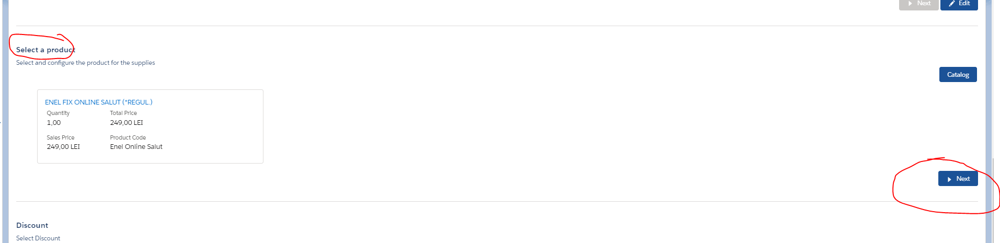 Next Edit
Select a product
Select and configure the product for the supplies
Catalog
ENEL FIX ONLINE SALUT (*REGUL.)
Quantity Total Price
1,00 249,00 LEI
Sales Price Product Code
249,00 LEI Enel Online Salut
Next
Discount
Select Discount